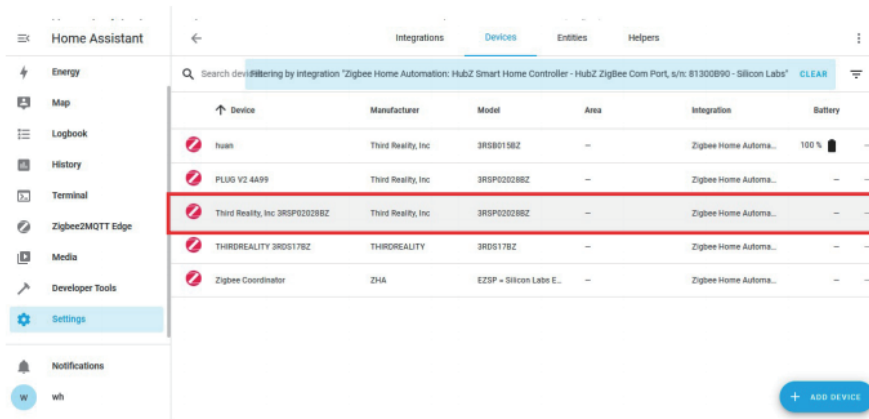 Home Assistant
Integrations
Devices
Entities
Helpers
Energy
Search devi
Filtering by integration "Zigbee Home Automation: HubZ Smart Home Controller - HubZ ZigBee Com Port, s/n: 81300B90 - Silicon Labs"
CLEAR
Map
Device Manufacturer Model Area Integration Battery
Logbook
huan Third Reality, Inc 3RSB015BZ – Zigbee Home Automa... 100 %
History
PLUG V2 4A99 Third Reality, Inc 3RSP02028BZ – Zigbee Home Automa... –
Terminal
Third Reality, Inc 3RSP02028BZ Third Reality, Inc 3RSP02028BZ – Zigbee Home Automa... –
Zigbee2MQTT Edge
THIRDREALITY 3RDS17BZ THIRDREALITY 3RDS17BZ – Zigbee Home Automa... –
Media
Zigbee Coordinator ZHA EZSP = Silicon Labs E... – Zigbee Home Automa... –
Developer Tools
Settings
Notifications
W wh
+ ADD DEVICE